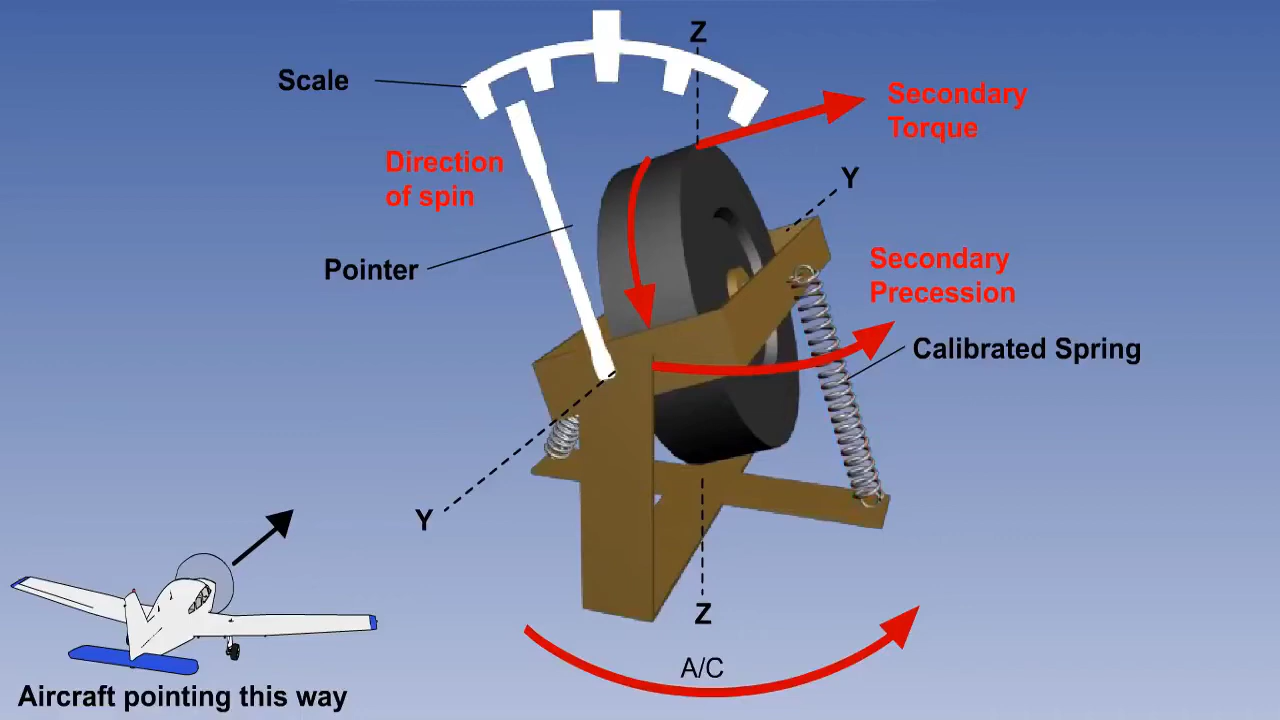 Z
Scale
Secondary
Torque
Direction
of spin
Y
Pointer
Secondary
Precession
Calibrated Spring
Y
Z
A/C
Aircraft pointing this way